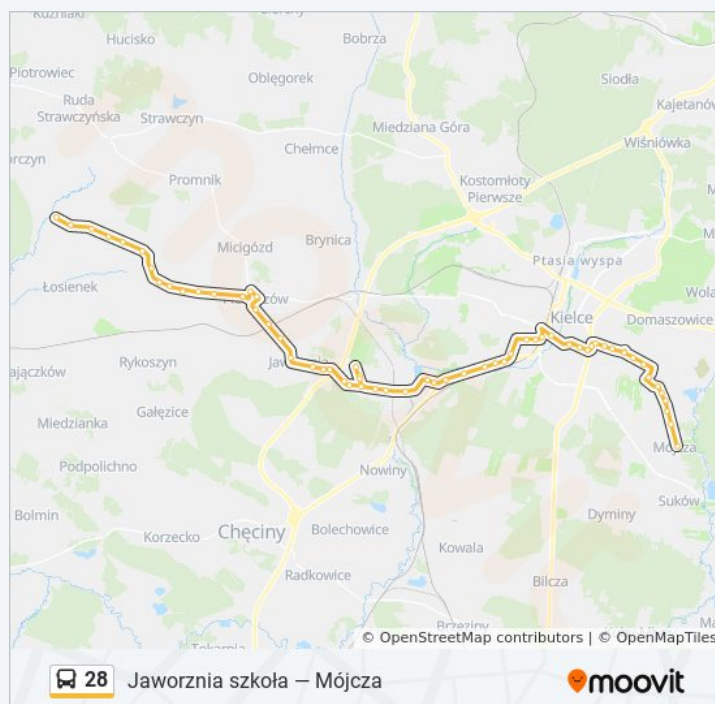 Kuźniaki
Hucisko
Bobrza
Piotrowiec
Oblęgorek
Siodła
Ruda
Strawczyńska
Strawczyn
Kajetanów
Miedziana Góra
Wiśniówka
Chełmce
Promnik
Kostomłoty
Pierwsze
Micigózd
Brynica
Ptasia wyspa
Łosienek
Wola
Kielce
Domaszowice
Rykoszyn
Gałęzice
Miedzianka
Podpolichno
Nowiny
Mójcza
Suków
Bolmin
Dyminy
Korzecko
Chęciny
Bolechowice
Kowala
Radkowice
Bilcza
Brzeziny
Tokarnia
© OpenStreetMap contributors | © OpenMapTiles
28 Jaworznia szkoła — Mójcza
moovit